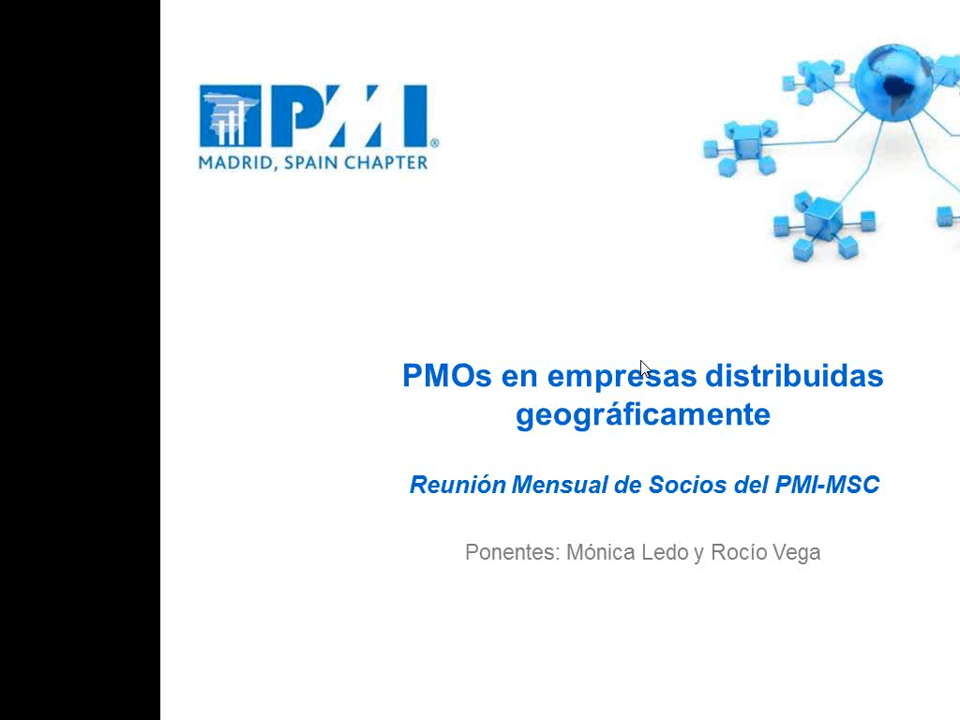 PMI®
MADRID, SPAIN CHAPTER
PMOs en empresas distribuidas
geográficamente
Reunión Mensual de Socios del PMI-MSC
Ponentes: Mónica Ledo y Rocío Vega